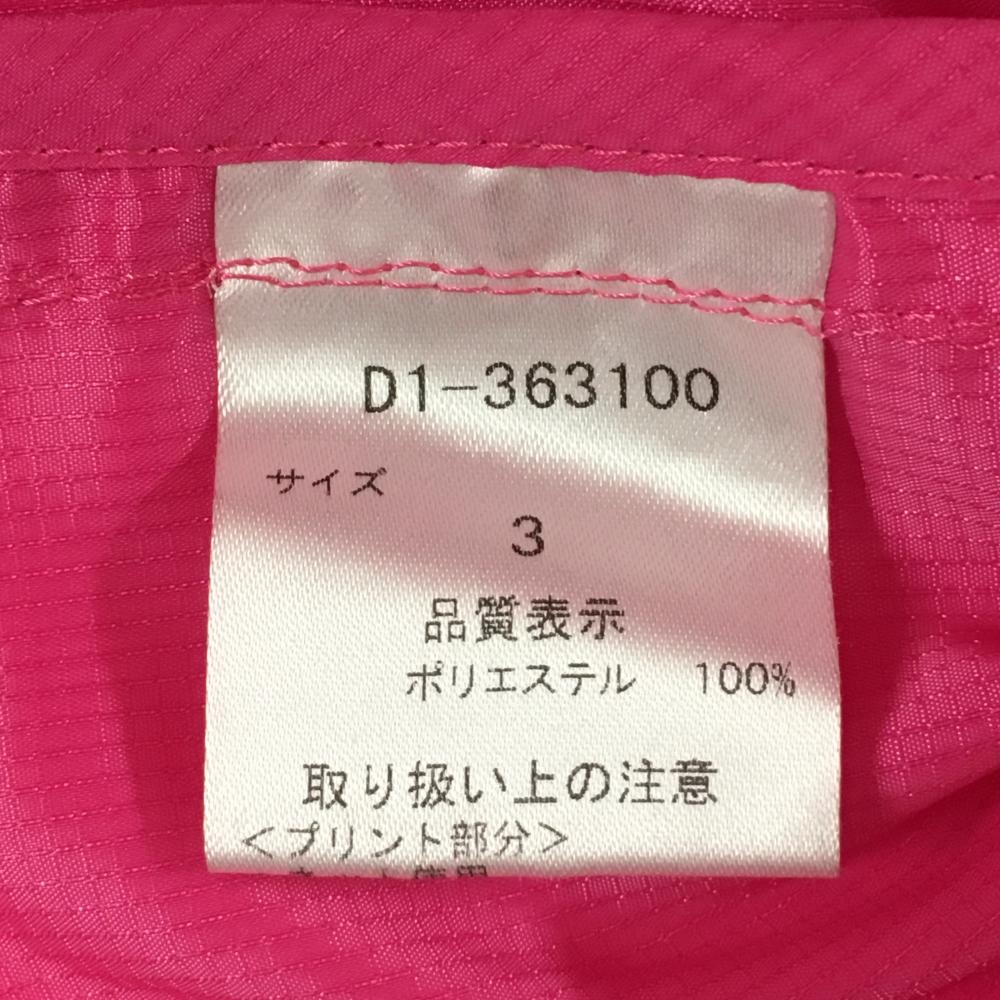 D1-363100
サイズ
3
品質表示
ポリエステル 100%
取り扱い上の注意
<プリント部分>